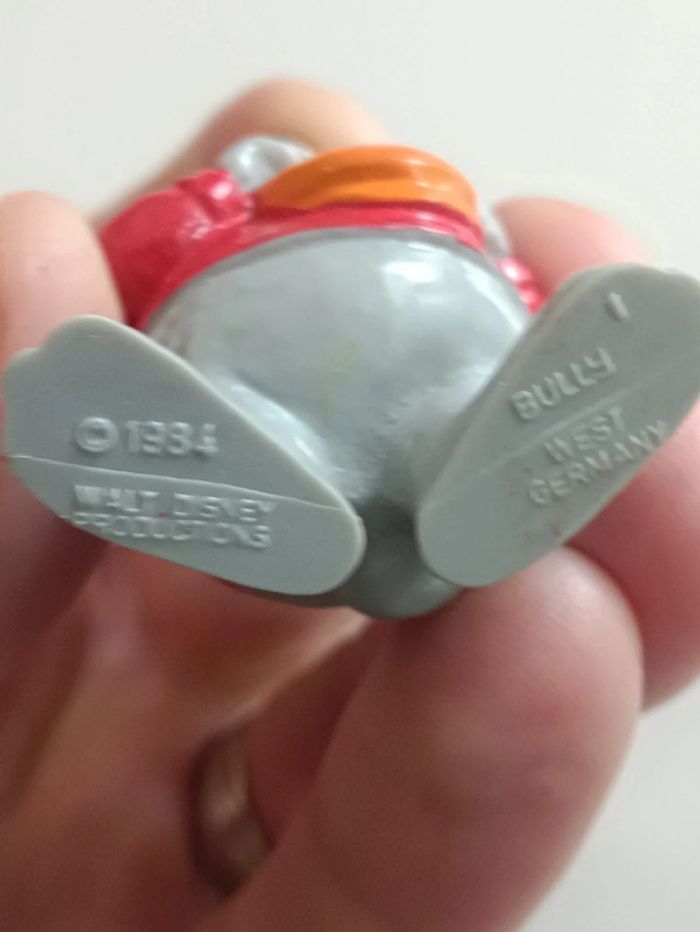 © 1984
WALT DISNEY
PRODUCTIONS
BULLY
WEST
GERMANY